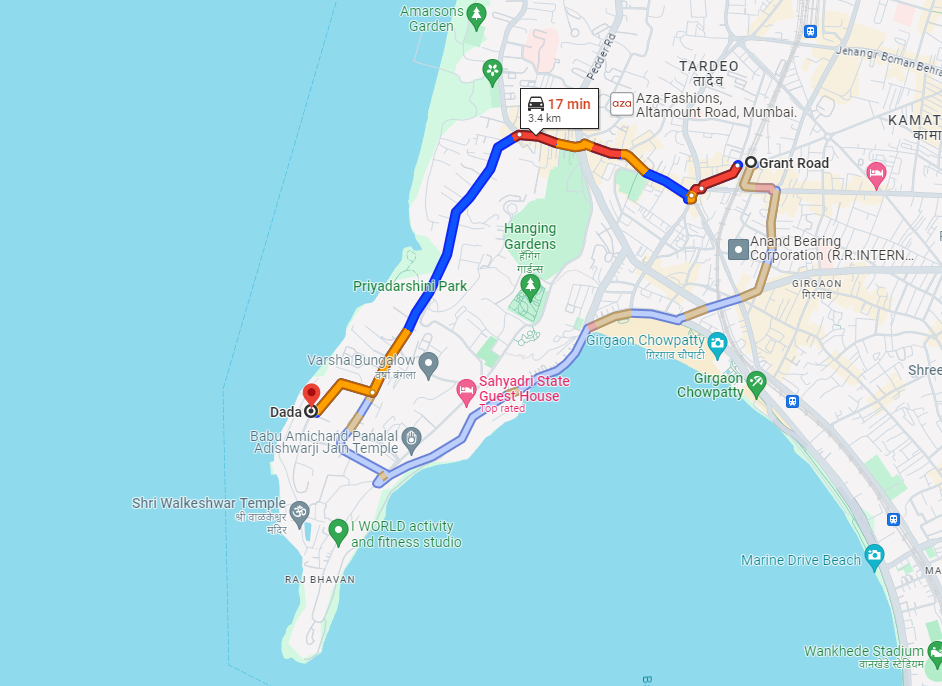 Amarsons
Garden
Pedder Rd
TARDEO
तादेव
Jehangir Boman Behra
17 min
3.4 km
aza
Aza Fashions,
Altamount Road, Mumbai.
KAMAT
कामा
Grant Road
Hanging
Gardens
हँगिंग
गार्डन्स
Anand Bearing
Corporation (R.R.INTERN...
GIRGAON
गिरगाव
Priyadarshini Park
Girgaon Chowpatty
गिरगाव चौपाटी
Varsha Bungalow
वर्षा बंगला
Shree
Sahyadri State
Guest House
Top rated
Girgaon
Chowpatty
Dada
Babu Amichand Panalal
Adishwarji Jain Temple
Shri Walkeshwar Temple
श्री वाळकेश्वर
मंदिर
I WORLD activity
and fitness studio
Marine Drive Beach
MA
RAJ BHAVAN
Wankhede Stadium
वानखेडे स्टेडियम
B